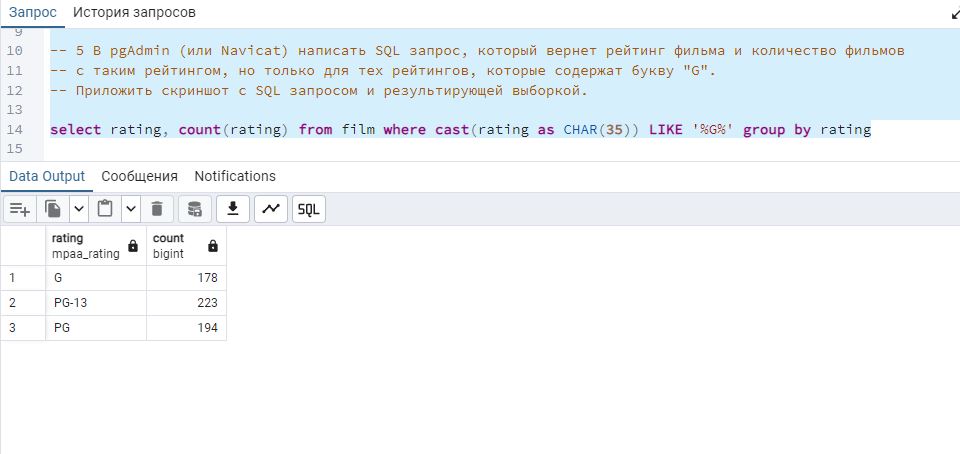 Запрос История запросов
9
10 -- 5 В pgAdmin (или Navicat) написать SQL запрос, который вернет рейтинг фильма и количество фильмов
11 -- с таким рейтингом, но только для тех рейтингов, которые содержат букву "G".
12 -- Приложить скриншот с SQL запросом и результирующей выборкой.
13
14 select rating, count(rating) from film where cast(rating as CHAR(35)) LIKE '%G%' group by rating
15
Data Output Сообщения Notifications
SQL
rating count
mpaa_rating bigint
1 G 178
2 PG-13 223
3 PG 194